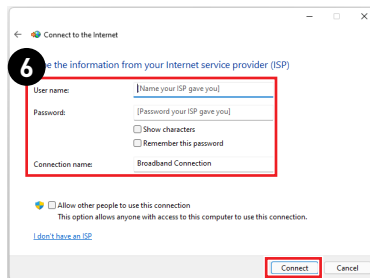 Connect to the Internet
6
e the information from your Internet service provider (ISP)
User name:
[Name your ISP gave you]
Password:
[Password your ISP gave you]
Show characters
Remember this password
Connection name:
Broadband Connection
Allow other people to use this connection
This option allows anyone with access to this computer to use this connection.
I don't have an ISP
Connect
Cancel